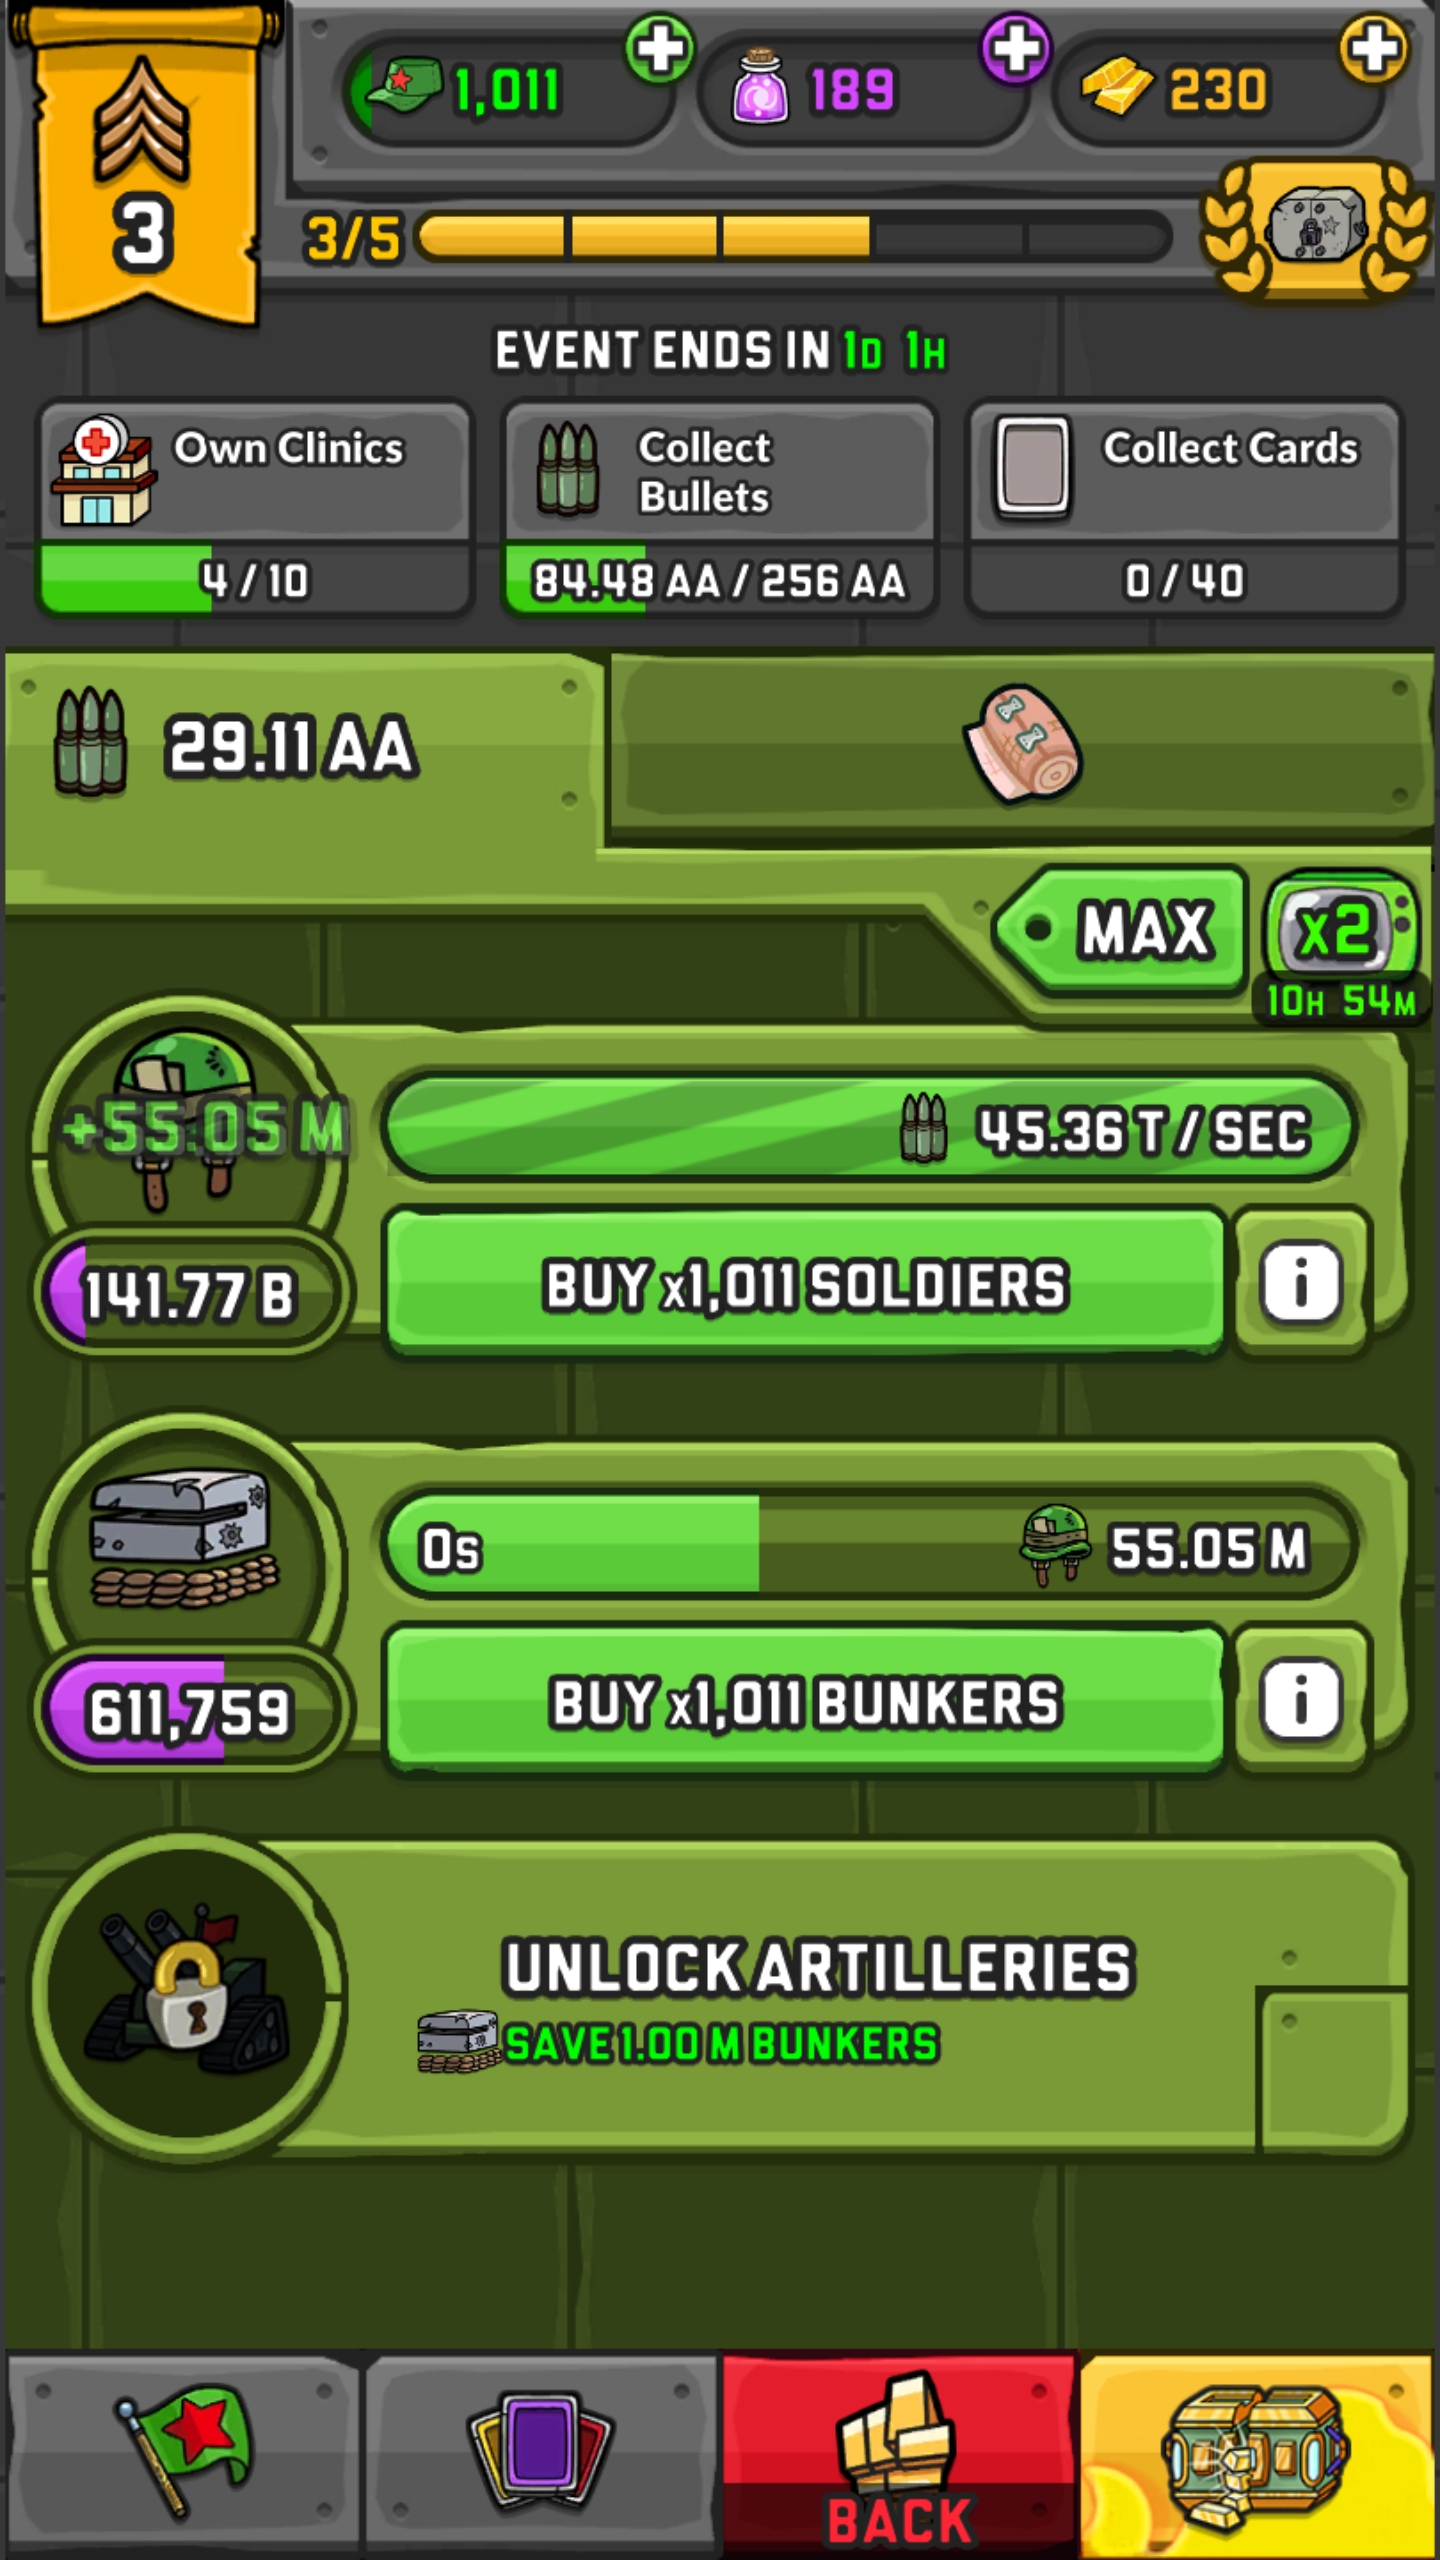 1,011
189
230
3
3/5
EVENT ENDS IN 1D 1H
Own Clinics
4 / 10
Collect
Bullets
84.48 AA / 256 AA
Collect Cards
0 / 40
29.11 AA
MAX
x2
10H 54M
+55.05 M
45.36 T / SEC
141.77 B
BUY x1,011 SOLDIERS
i
0s
55.05 M
611,759
BUY x1,011 BUNKERS
i
UNLOCK ARTILLERIES
SAVE 1.00 M BUNKERS
BACK